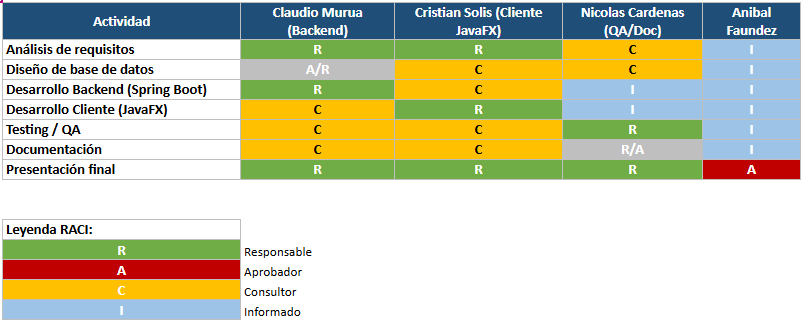 Actividad Claudio Murua (Backend) Cristian Solis (Cliente JavaFX) Nicolas Cardenas (QA/Doc) Anibal Faundez
Análisis de requisitos R R C I
Diseño de base de datos A/R C C I
Desarrollo Backend (Spring Boot) R C I I
Desarrollo Cliente (JavaFX) C R I I
Testing / QA C C R I
Documentación C C R/A I
Presentación final R R R A
Leyenda RACI:
R Responsable
A Aprobador
C Consultor
I Informado